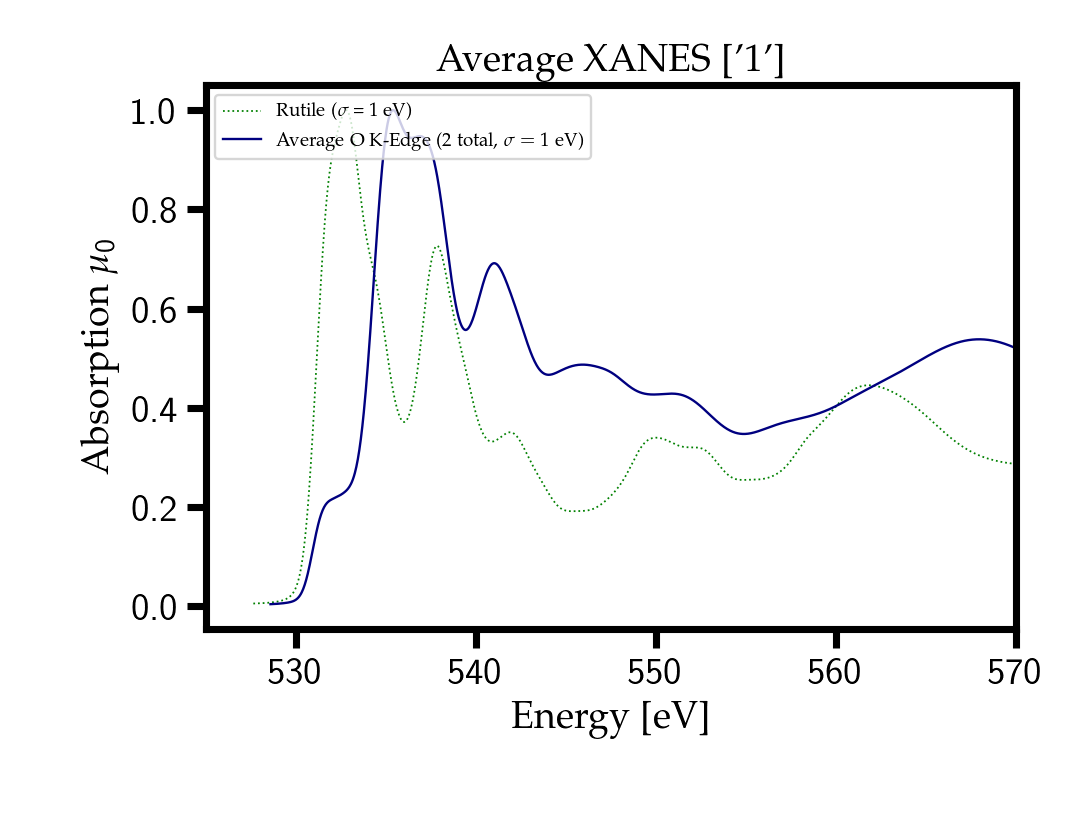 Average XANES ['1']
Rutile (σ = 1 eV)
Average O K-Edge (2 total, σ = 1 eV)
1.0
0.8
0.6
0.4
0.2
0.0
Absorption μ₀
530 540 550 560 570
Energy [eV]